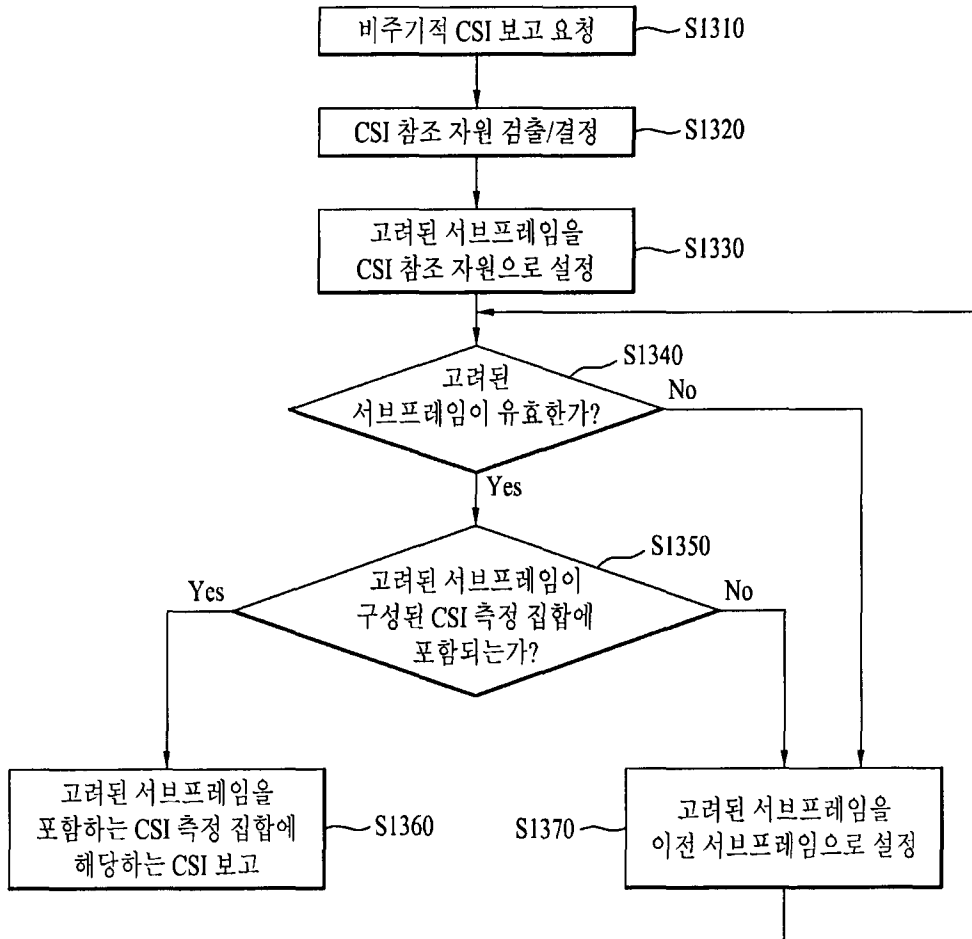 비주기적 CSI 보고 요청
S1310
CSI 참조 자원 검출/결정
S1320
고려된 서브프레임을
CSI 참조 자원으로 설정
S1330
S1340
고려된
서브프레임이 유효한가?
No
Yes
S1350
고려된 서브프레임이
구성된 CSI 측정 집합에
포함되는가?
Yes
No
고려된 서브프레임을
포함하는 CSI 측정 집합에
해당하는 CSI 보고
S1360
S1370
고려된 서브프레임을
이전 서브프레임으로 설정